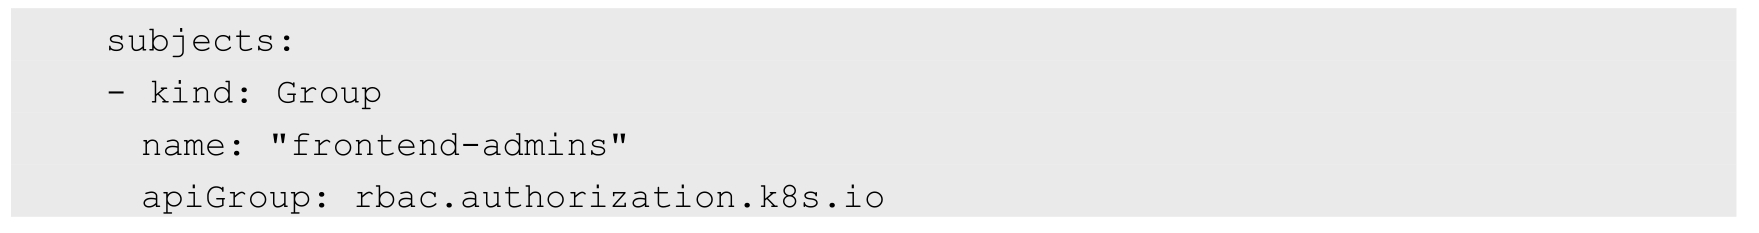 subjects:
- kind: Group
name: "frontend-admins"
apiGroup: rbac.authorization.k8s.io